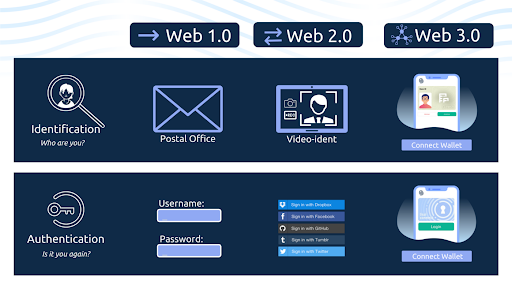 Web 1.0
Web 2.0
Web 3.0
Identification
Who are you?
Postal Office
REC
Video-ident
Connect Wallet
Authentication
Is it you again?
Username:
Password:
Sign in with Dropbox
Sign in with Facebook
Sign in with GitHub
Sign in with Tumblr
Sign in with Twitter
Login
Connect Wallet